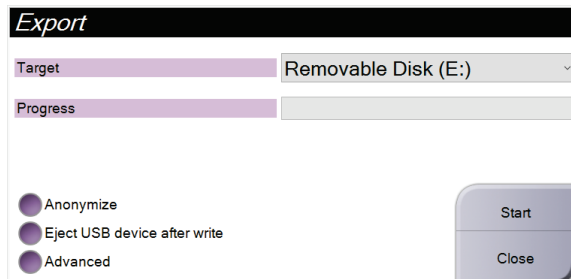 Export
Target
Removable Disk (E:)
Progress
Anonymize
Eject USB device after write
Advanced
Start
Close